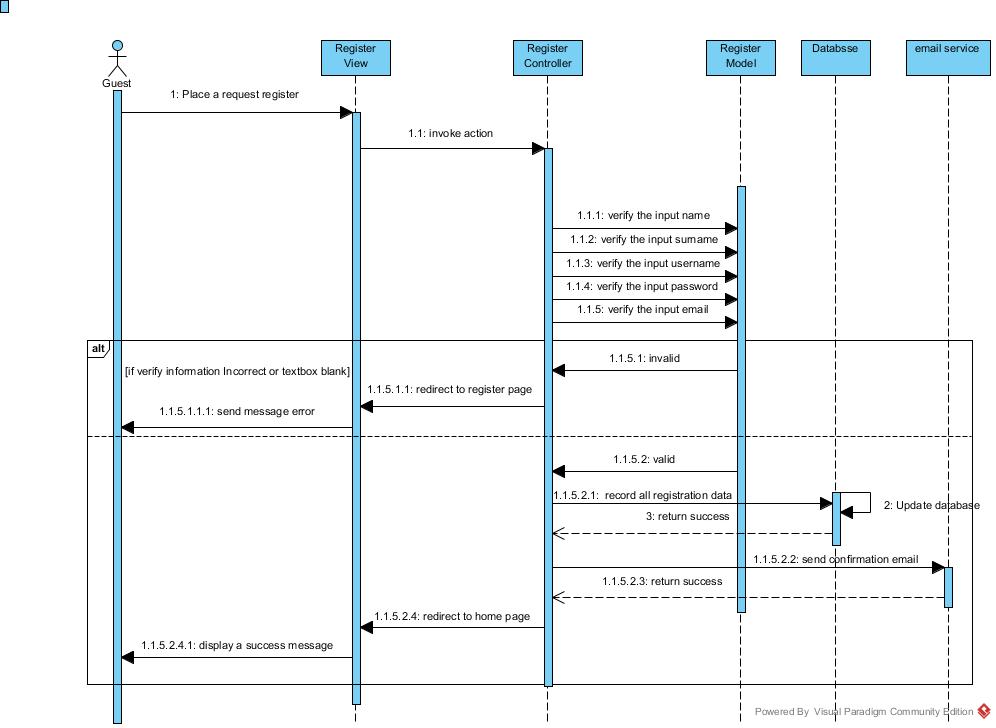 Register
View
Register
Controller
Register
Model
Databsse
email service
Guest
1: Place a request register
1.1: invoke action
1.1.1: verify the input name
1.1.2: verify the input surname
1.1.3: verify the input username
1.1.4: verify the input password
1.1.5: verify the input email
alt
1.1.5.1: invalid
[if verify information Incorrect or textbox blank]
1.1.5.1.1: redirect to register page
1.1.5.1.1.1: send message error
1.1.5.2: valid
1.1.5.2.1: record all registration data
2: Update database
3: return success
1.1.5.2.2: send confirmation email
1.1.5.2.3: return success
1.1.5.2.4: redirect to home page
1.1.5.2.4.1: display a success message
Powered By Visual Paradigm Community Edition